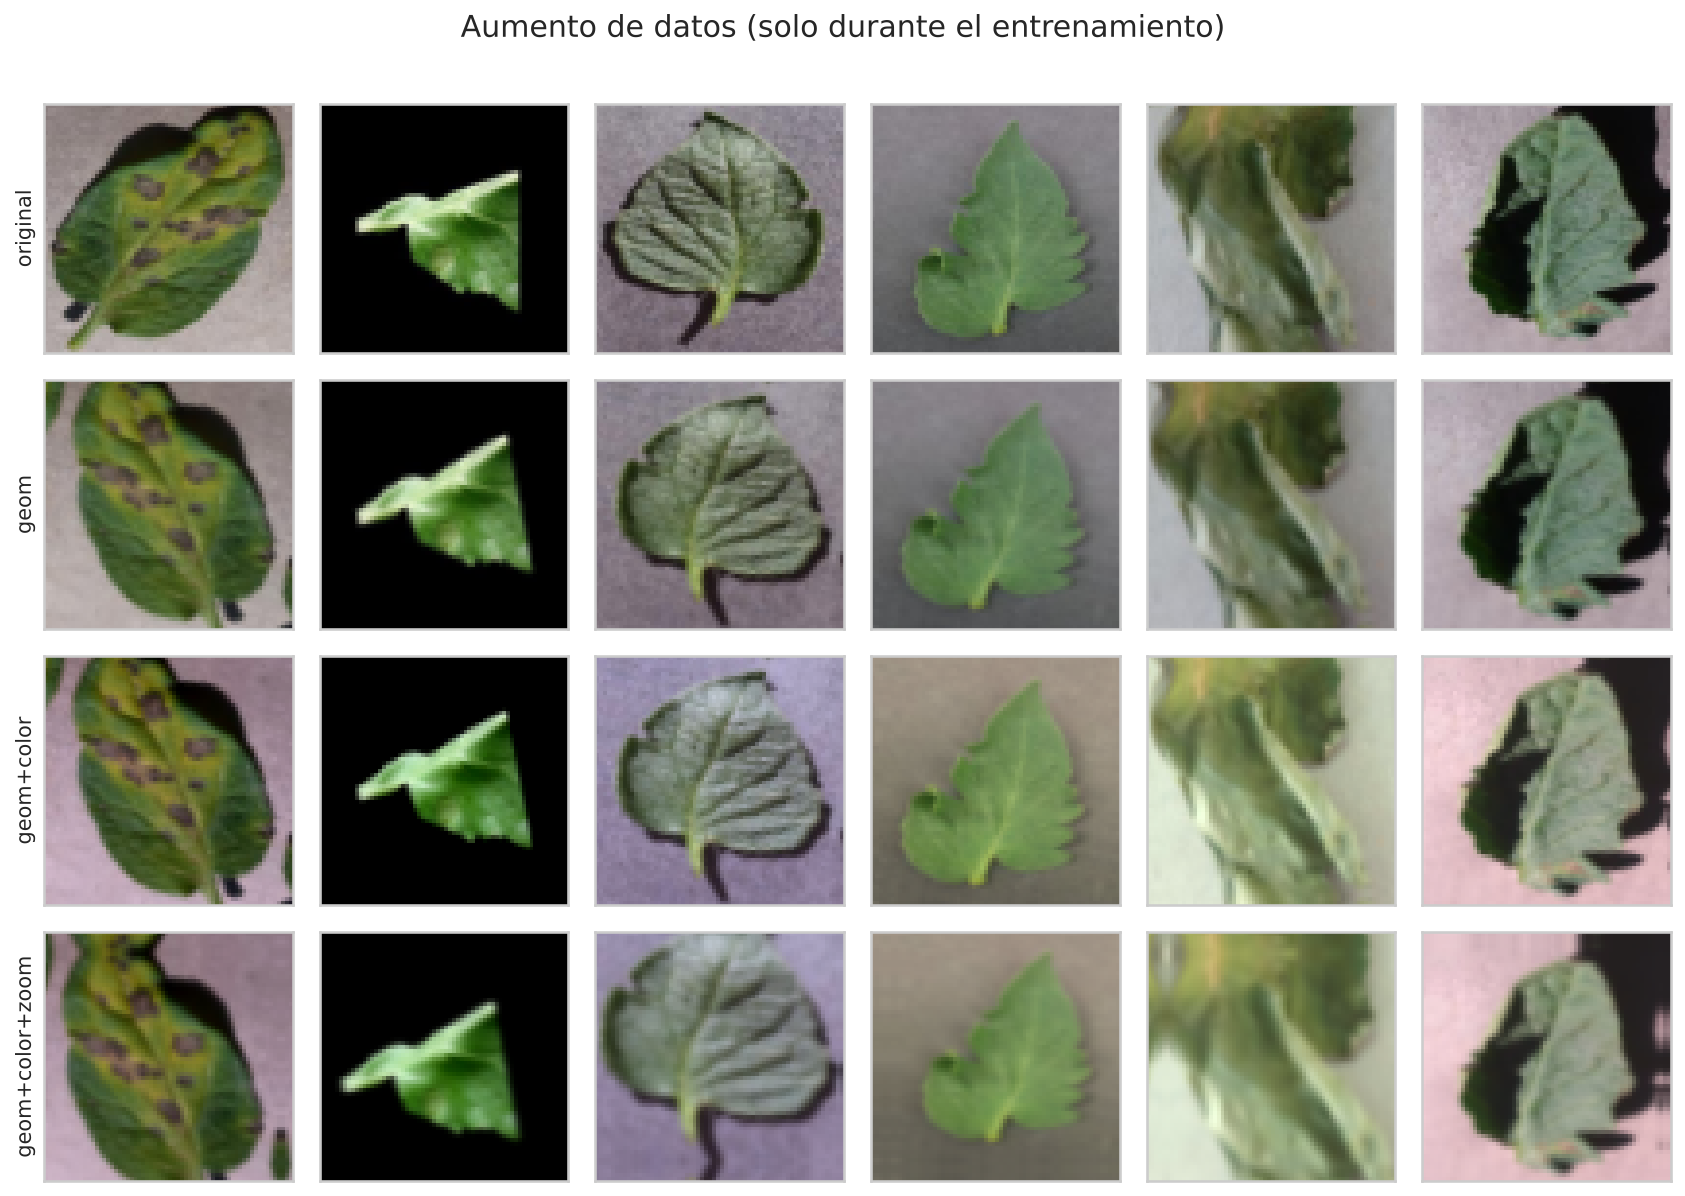 Aumento de datos (solo durante el entrenamiento)
original
geom
geom+color
geom+color+zoom